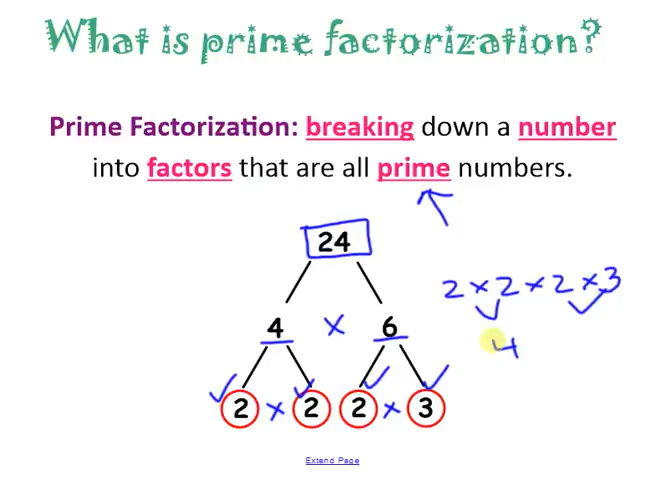 What is prime factorization?
Prime Factorization: breaking down a number
into factors that are all prime numbers.
24
2 × 2 × 2 × 3
4 × 6
4
2 × 2 2 × 3
Extend Page